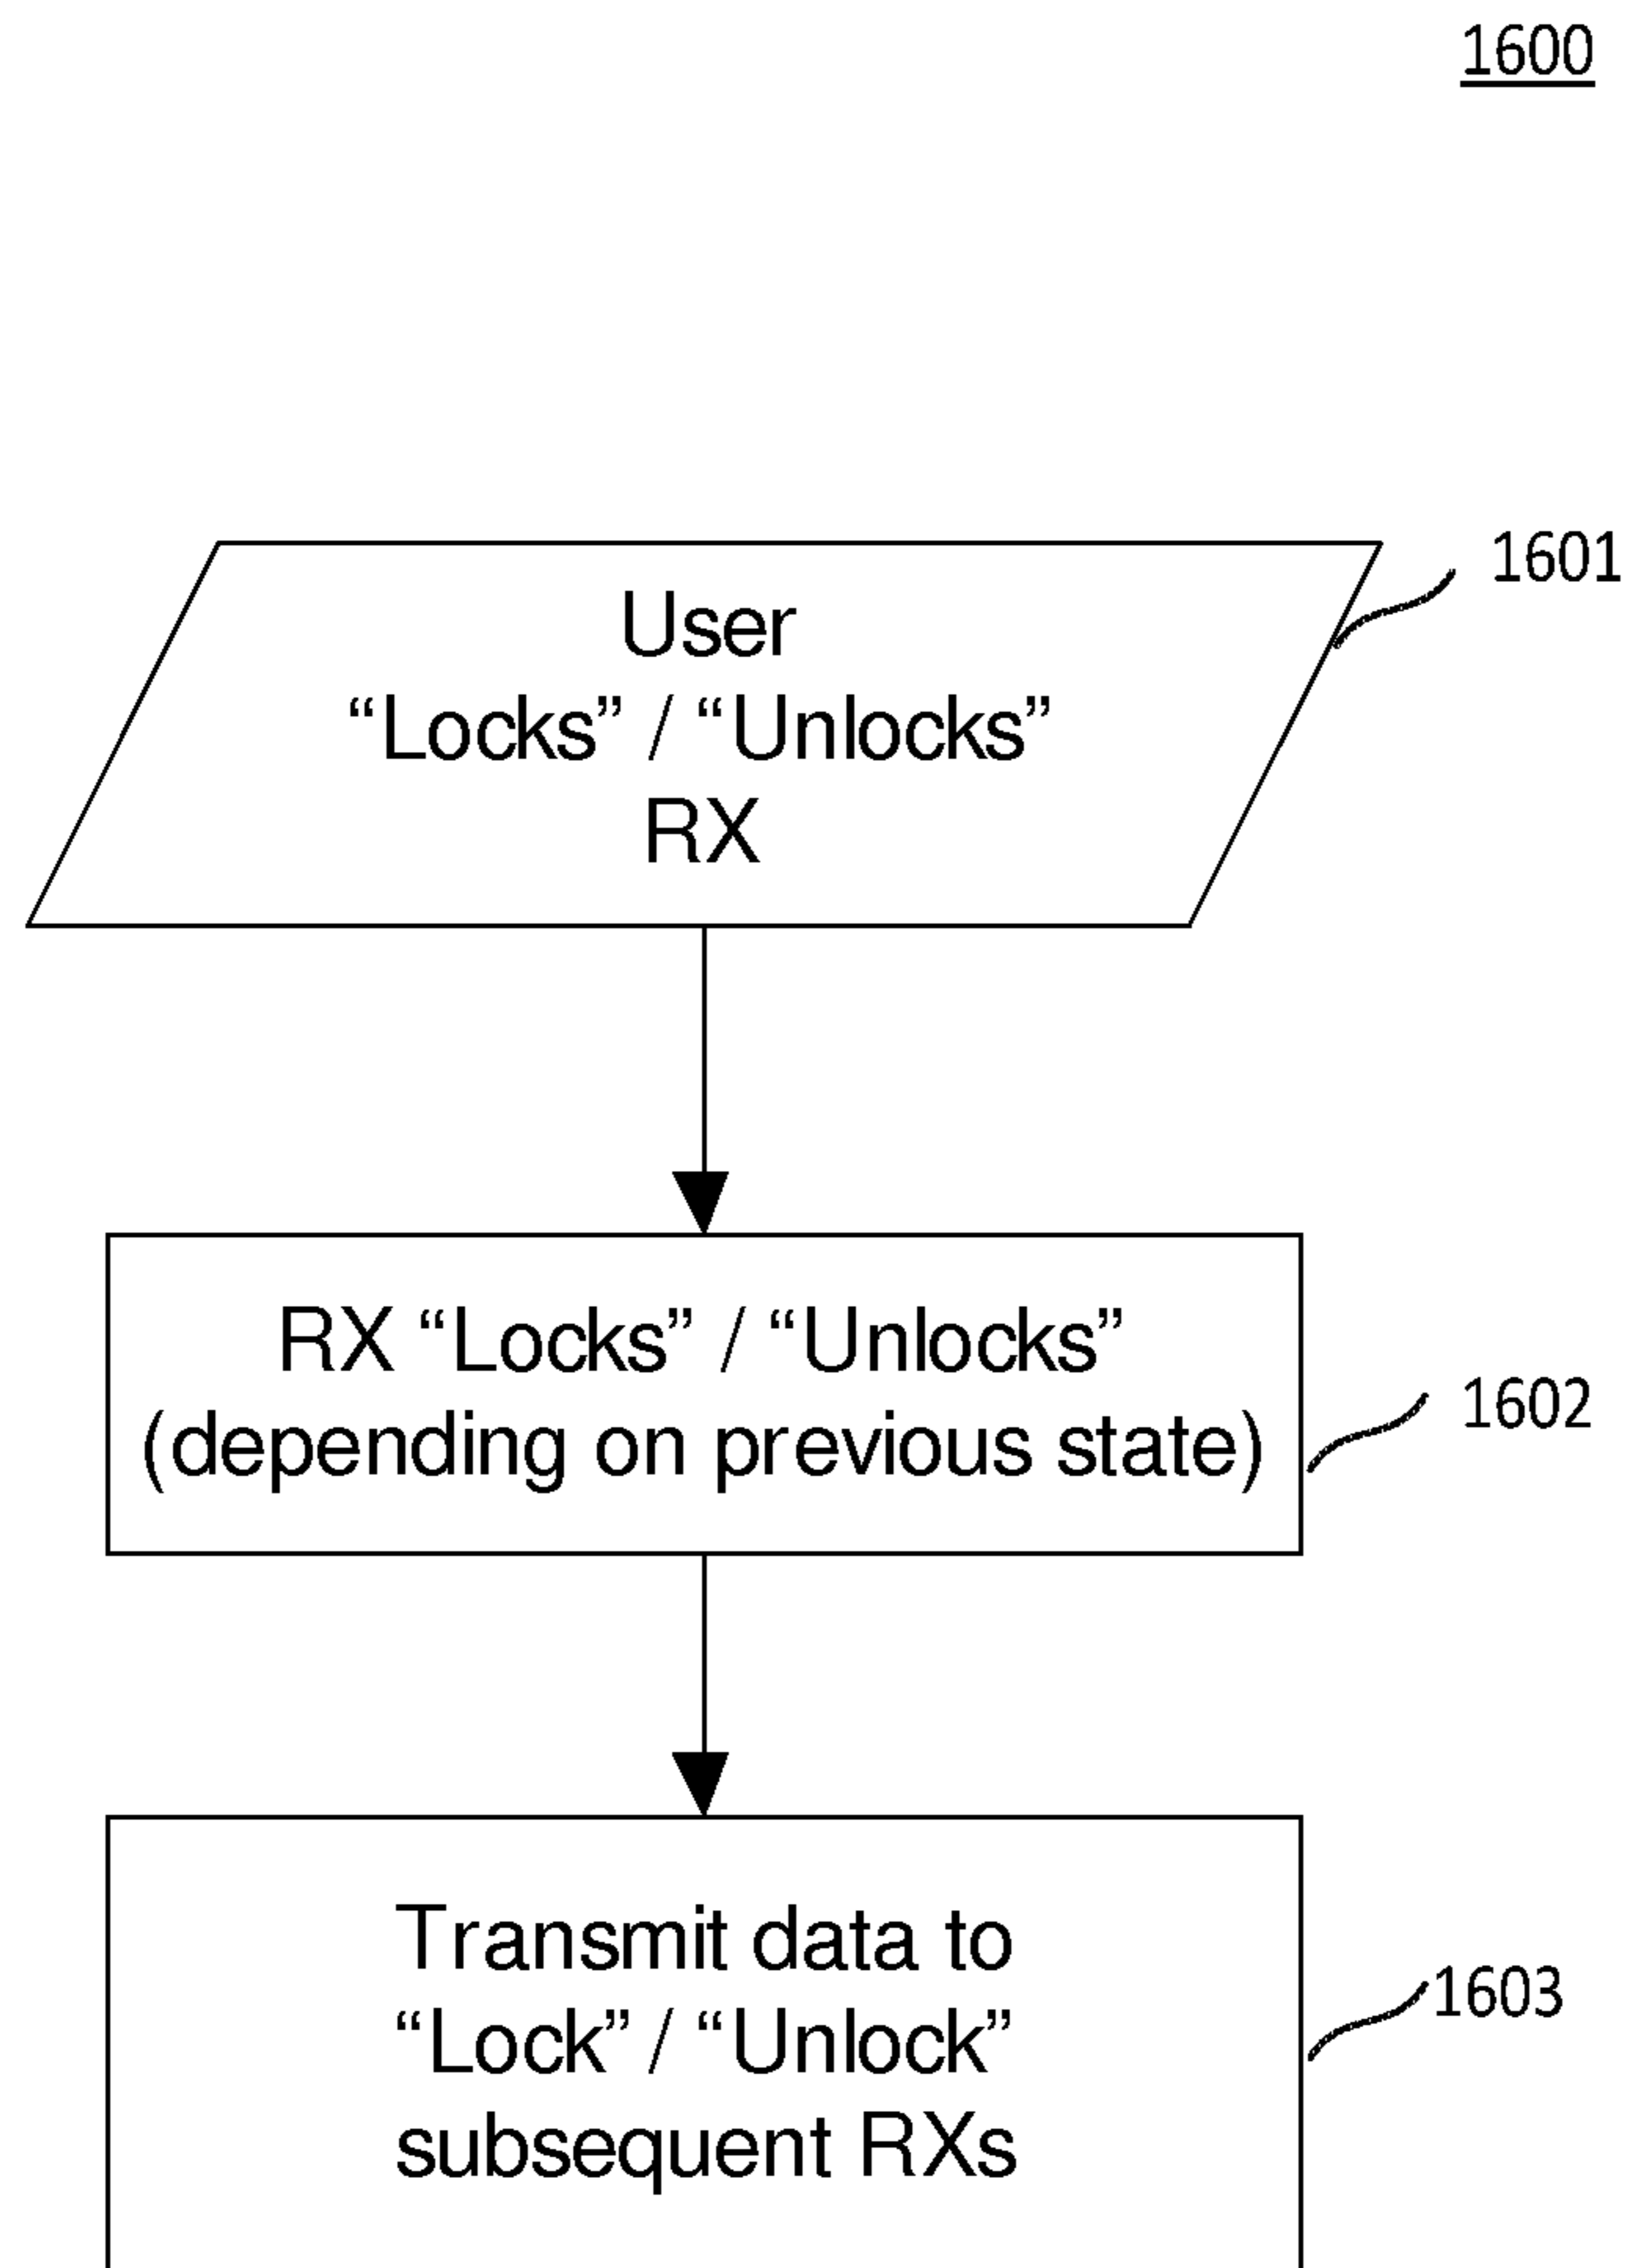 1600
1601
User
“Locks” / “Unlocks”
RX
RX “Locks” / “Unlocks”
(depending on previous state)
1602
Transmit data to
“Lock” / “Unlock”
subsequent RXs
1603